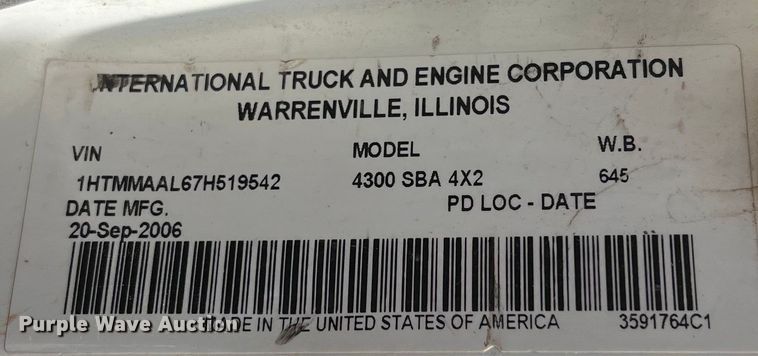 INTERNATIONAL TRUCK AND ENGINE CORPORATION
WARRENVILLE, ILLINOIS
VIN MODEL W.B.
1HTMMAAL67H519542 4300 SBA 4X2 645
DATE MFG. PD LOC - DATE
20-Sep-2006
MADE IN THE UNITED STATES OF AMERICA 3591764C1
Purple Wave Auction